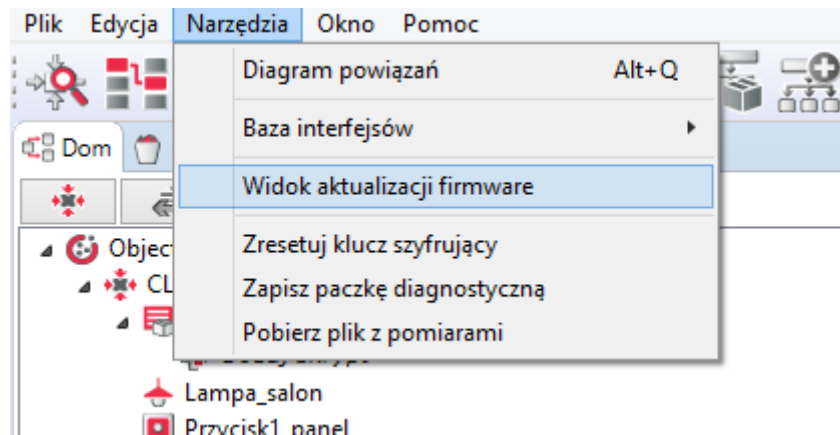 Plik Edycja Narzędzia Okno Pomoc
Diagram powiązań Alt+Q
Baza interfejsów
Dom
Widok aktualizacji firmware
Zresetuj klucz szyfrujący
Zapisz paczkę diagnostyczną
Pobierz plik z pomiarami
Lampa_salon
Przycisk1_panel